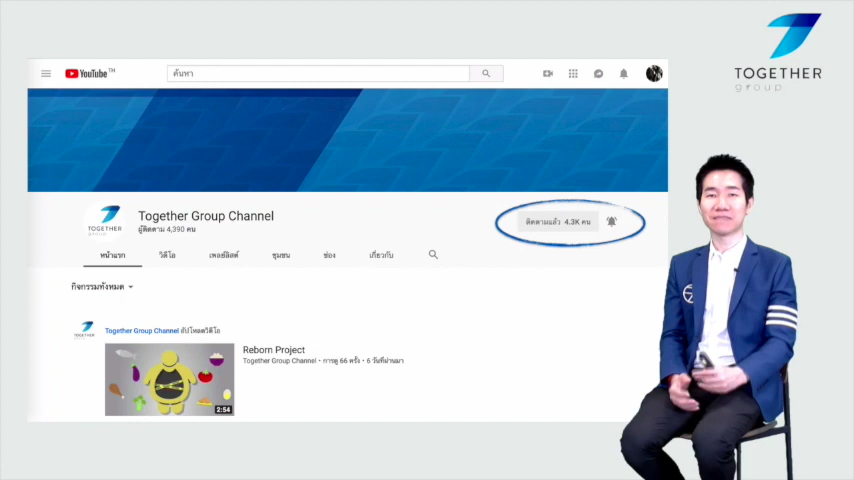 YouTube TH
ค้นหา
TOGETHER
group
Together Group Channel
ผู้ติดตาม 4,390 คน
ติดตามแล้ว 4.3K คน
TOGETHER
group
หน้าแรก วิดีโอ เพลย์ลิสต์ ชุมชน ช่อง เกี่ยวกับ
กิจกรรมทั้งหมด
TOGETHER
Together Group Channel อัปโหลดวิดีโอ
Reborn Project
Together Group Channel • การดู 66 ครั้ง • 6 วันที่ผ่านมา
2:54